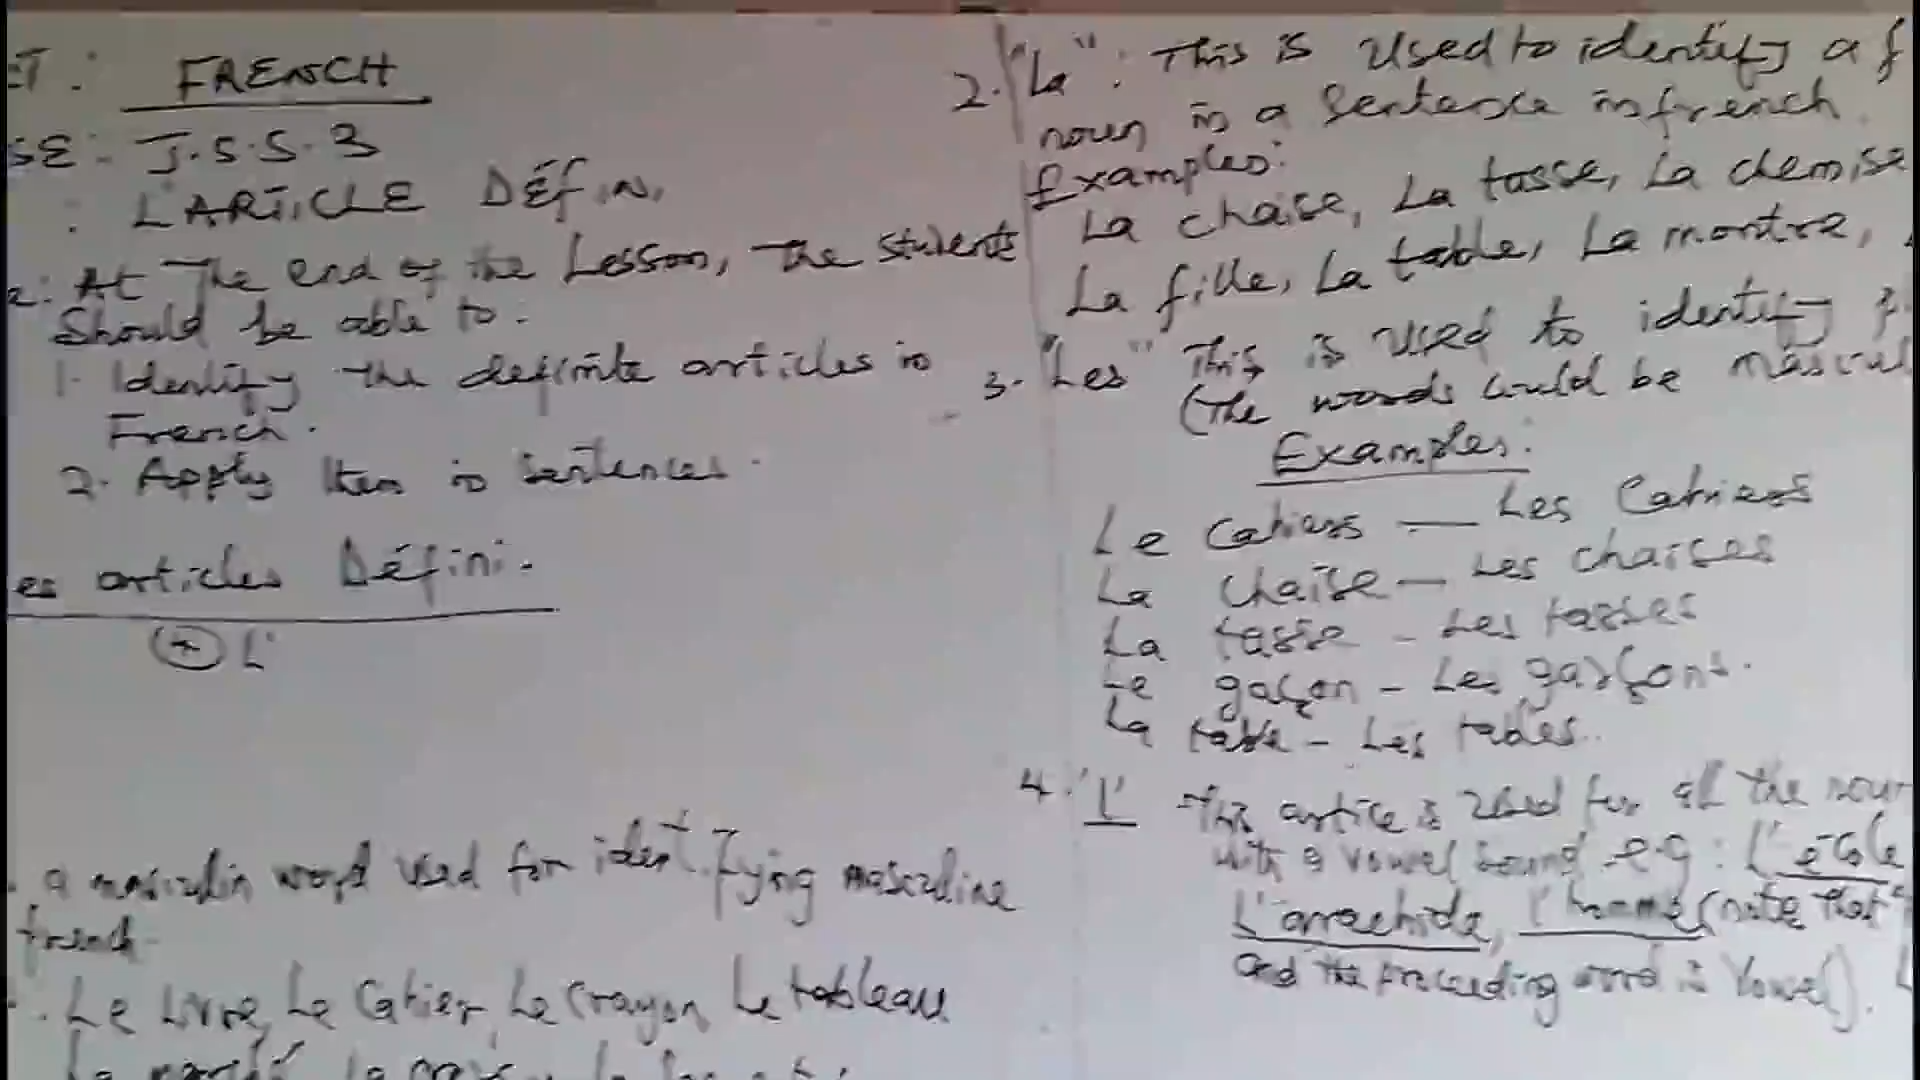 ET: FRENCH
SE: J.S.S.3
: L'ARTICLE DÉFINI
At The end of the Lesson, The students
Should be able to:
1. Identify the definite articles in
French.
2. Apply them in sentences.
es articles Défini.
(4) L'
a masculin word used for identifying masculine
french
Le Livre, Le Cahier, Le Crayon, Le tableau
2. "La": This is Used to identify a f
noun in a Sentence in french.
Examples:
La chaise, La tasse, La chemise
La fille, La table, La montre,
3. "Les" This is used to identify
(The words could be mascul
Examples:
Le Cahiers — Les Cahiers
La chaise — Les chaises
La tasse - Les tasses
Le gaçon - Les garçons.
La table - Les tables.
4. 'L' This article is Used for all the noun
with a vowel sound e.g: L'école
L'arachide, l'homme (note that
and the preceeding word is Vowel).